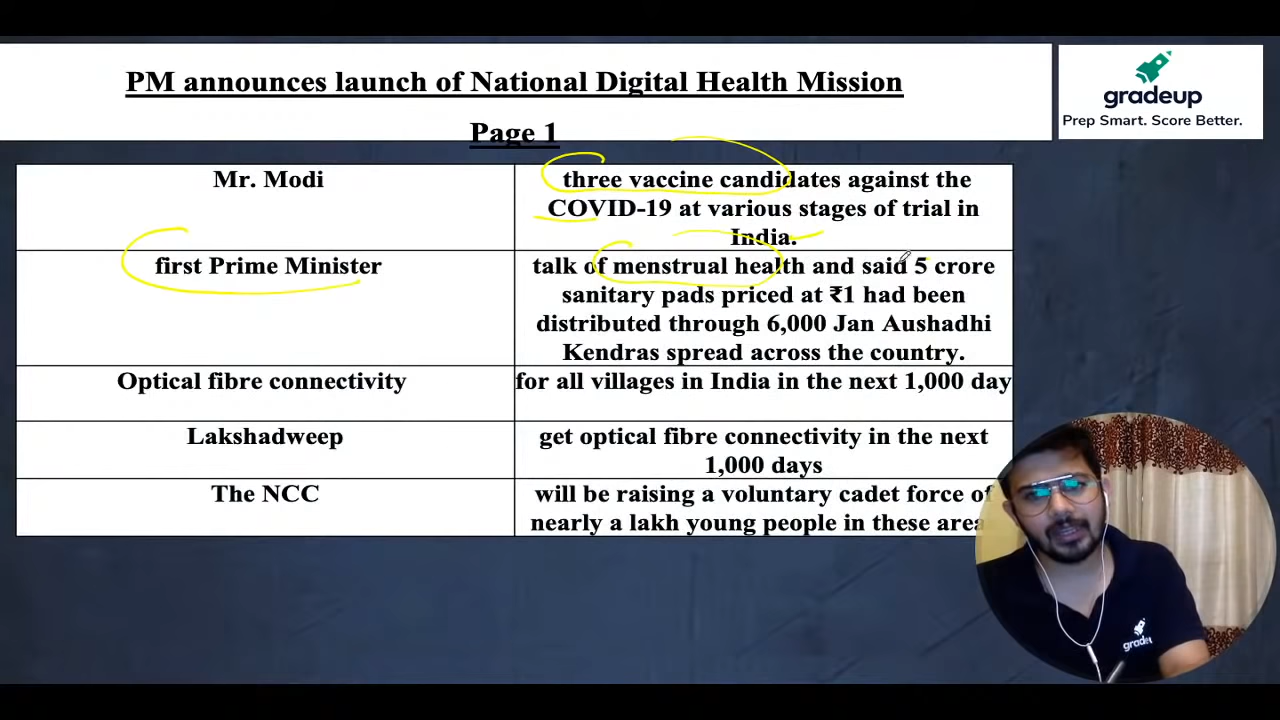 PM announces launch of National Digital Health Mission
Page 1
gradeup
Prep Smart. Score Better.
Mr. Modi
three vaccine candidates against the
COVID-19 at various stages of trial in
India.
first Prime Minister
talk of menstrual health and said 5 crore
sanitary pads priced at ₹1 had been
distributed through 6,000 Jan Aushadhi
Kendras spread across the country.
Optical fibre connectivity
for all villages in India in the next 1,000 day
Lakshadweep
get optical fibre connectivity in the next
1,000 days
The NCC
will be raising a voluntary cadet force of
nearly a lakh young people in these area
gradeup